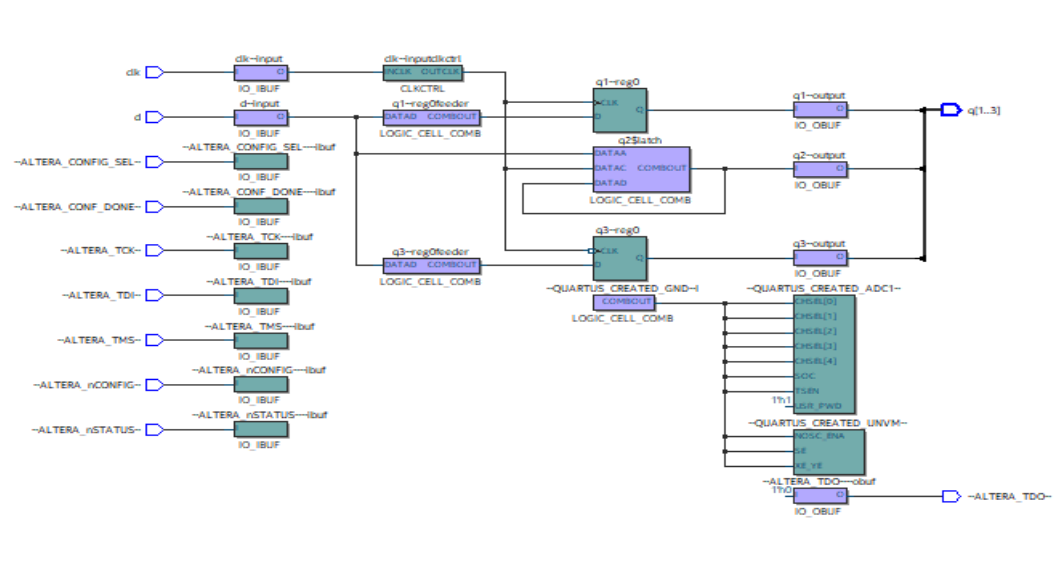 clk
clk~input
I O
IO_IBUF
clk~inputclkctrl
INCLK OUTCLK
CLKCTRL
d
d~input
I O
IO_IBUF
q1~reg0feeder
DATAD COMBOUT
LOGIC_CELL_COMB
q1~reg0
CLK
D
Q
q1~output
I O
IO_OBUF
q[1..3]
q2$latch
DATAA
DATAC COMBOUT
DATAD
LOGIC_CELL_COMB
q2~output
I O
IO_OBUF
q3~reg0feeder
DATAD COMBOUT
LOGIC_CELL_COMB
q3~reg0
CLK
D
Q
q3~output
I O
IO_OBUF
~ALTERA_CONFIG_SEL~
~ALTERA_CONFIG_SEL~~ibuf
I
IO_IBUF
~ALTERA_CONF_DONE~
~ALTERA_CONF_DONE~~ibuf
I
IO_IBUF
~ALTERA_TCK~
~ALTERA_TCK~~ibuf
I
IO_IBUF
~ALTERA_TDI~
~ALTERA_TDI~~ibuf
I
IO_IBUF
~ALTERA_TMS~
~ALTERA_TMS~~ibuf
I
IO_IBUF
~ALTERA_nCONFIG~
~ALTERA_nCONFIG~~ibuf
I
IO_IBUF
~ALTERA_nSTATUS~
~ALTERA_nSTATUS~~ibuf
I
IO_IBUF
~QUARTUS_CREATED_GND~I
COMBOUT
LOGIC_CELL_COMB
~QUARTUS_CREATED_ADC1~
CHSEL[0]
CHSEL[1]
CHSEL[2]
CHSEL[3]
CHSEL[4]
SOC
TSEN
1'h1
USR_PWD
~QUARTUS_CREATED_UNVM~
NOSC_ENA
SE
XE_YE
~ALTERA_TDO~~obuf
1'h0
I O
IO_OBUF
~ALTERA_TDO~